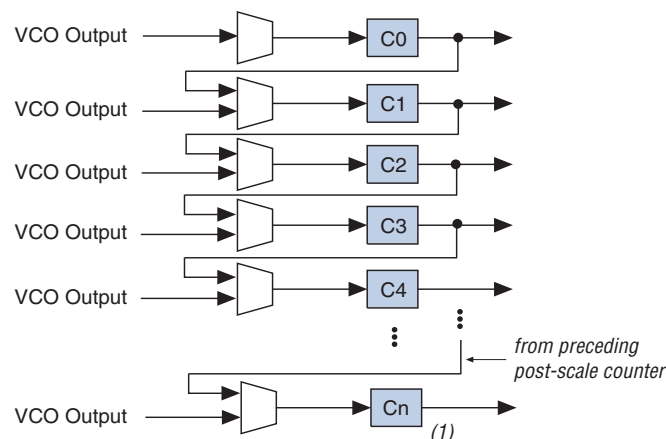 VCO Output
C0
VCO Output
C1
VCO Output
C2
VCO Output
C3
VCO Output
C4
from preceding
post-scale counter
VCO Output
Cn
(1)